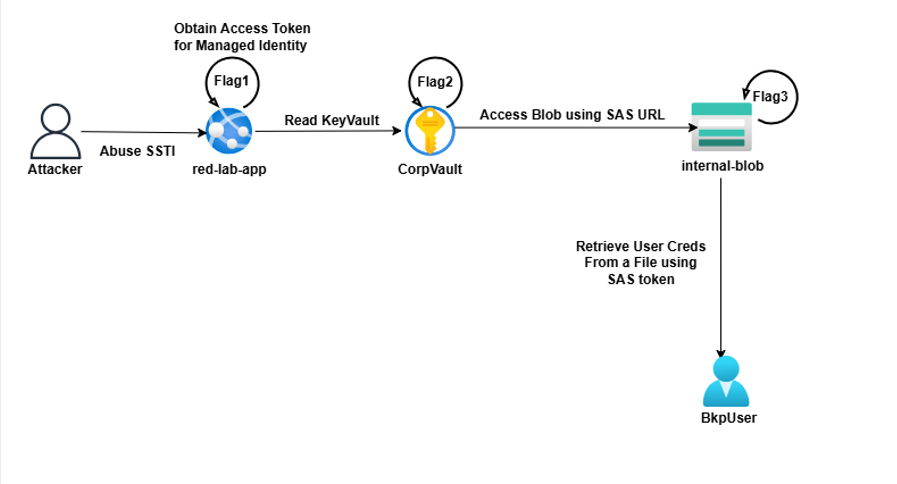 Obtain Access Token
for Managed Identity
Flag1
Flag2
Flag3
Abuse SSTI
Read KeyVault
Access Blob using SAS URL
Attacker
red-lab-app
CorpVault
internal-blob
Retrieve User Creds
From a File using
SAS token
BkpUser